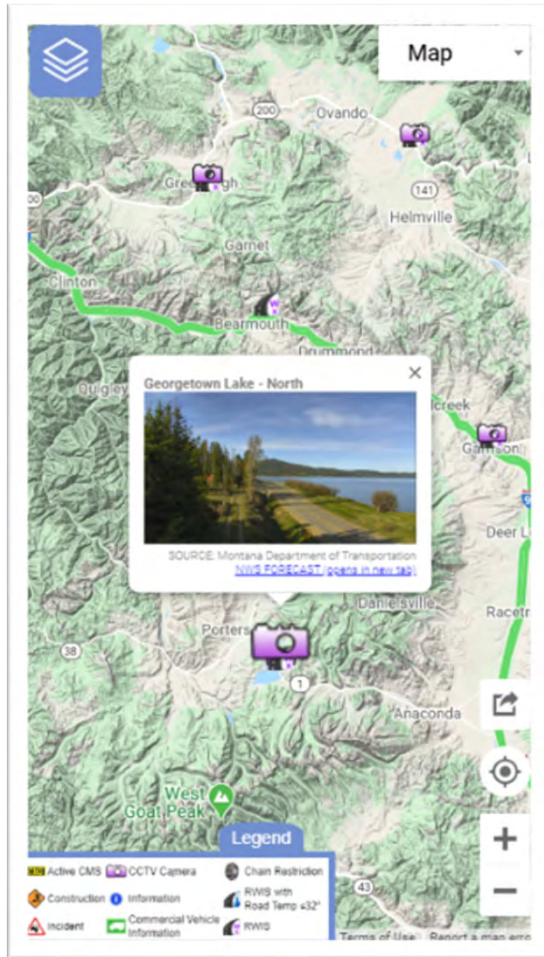 Map
200
Ovando
141
Helmville
Garnet
Clinton
Bearmouth
Drummond
Georgetown Lake - North
SOURCE: Montana Department of Transportation
NWS FORECAST (opens in new tab)
Quigley
Garrison
Deer L
Danielsville
Racetr
Porters
38
1
Anaconda
West
Goat Peak
Legend
Active CMS CCTV Camera Chain Restriction
Construction Information RWIS with
Road Temp ≤32°
Incident Commercial Vehicle
Information RWIS
43
Terms of Use Report a map erro